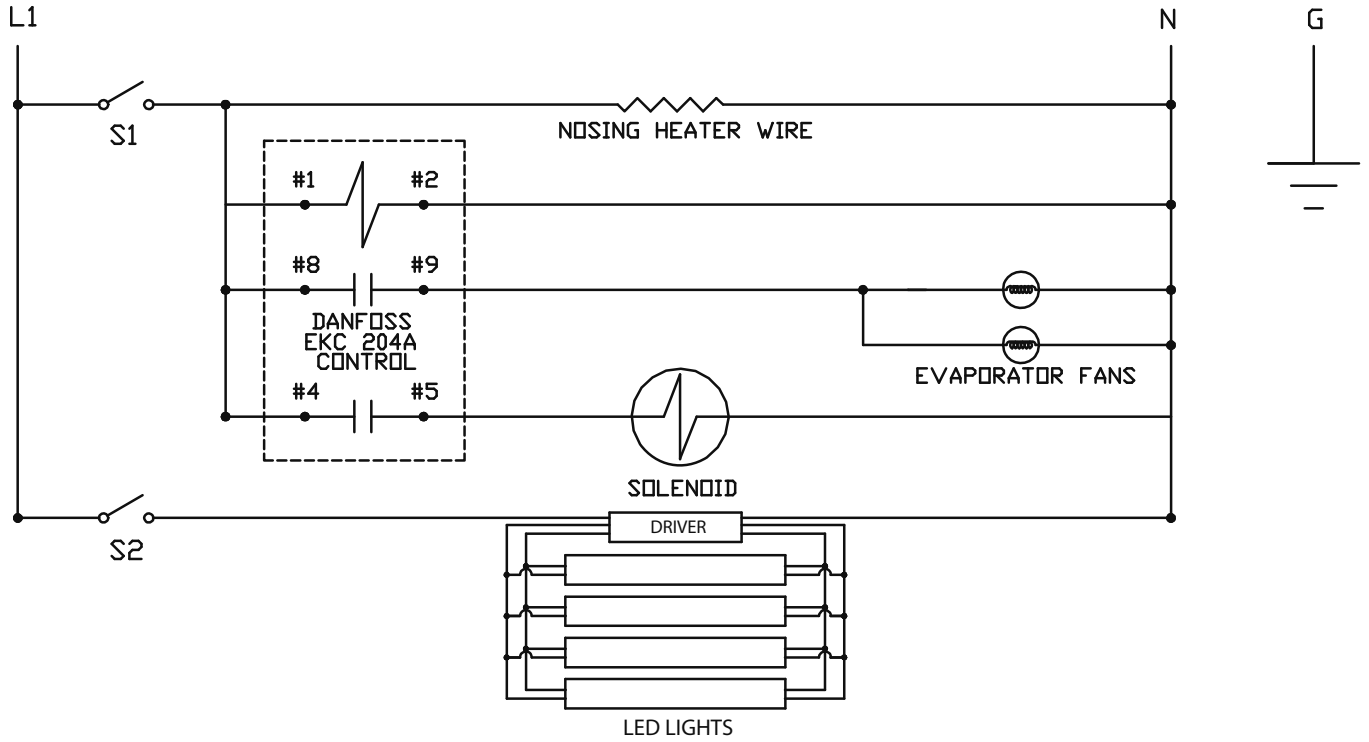 L1
N
G
S1
NOSING HEATER WIRE
#1
#2
#8
#9
DANFOSS
EKC 204A
CONTROL
EVAPORATOR FANS
#4
#5
SOLENOID
DRIVER
S2
LED LIGHTS